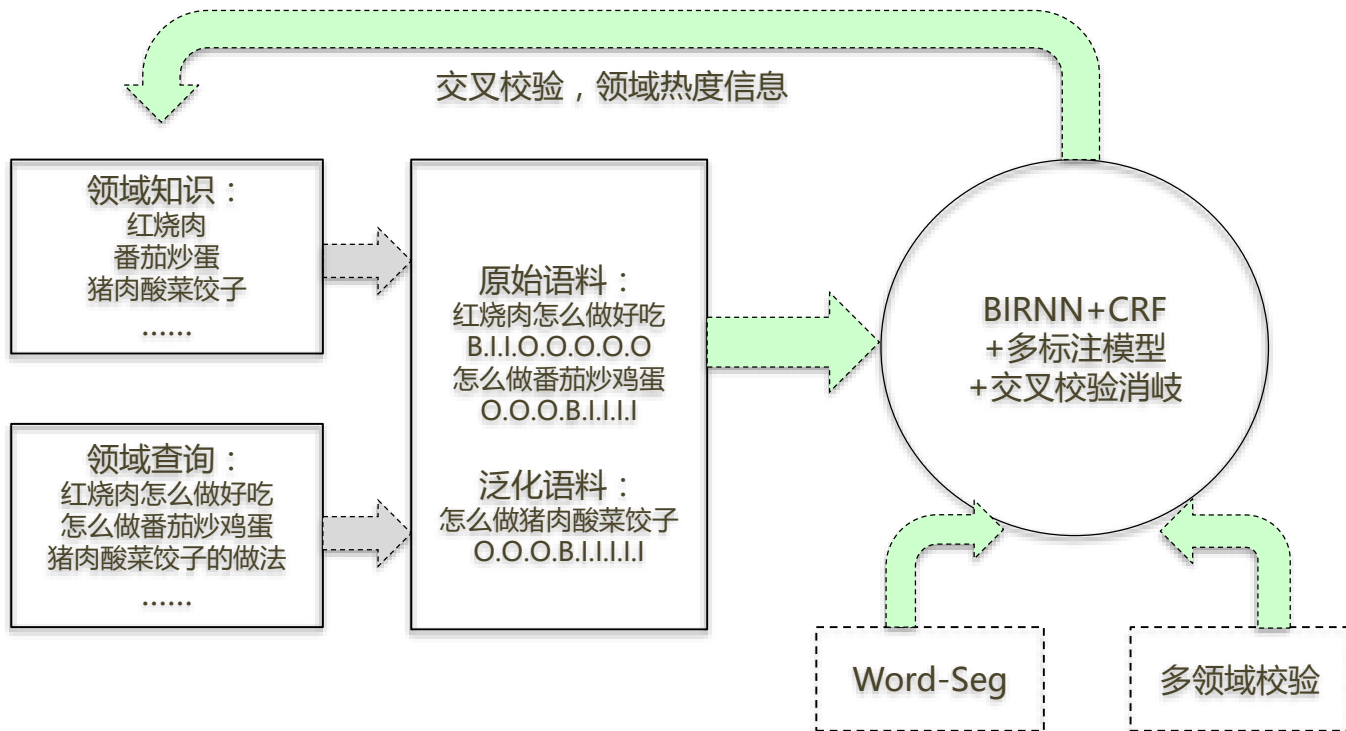 交叉校验，领域热度信息
领域知识：
红烧肉
番茄炒蛋
猪肉酸菜饺子
……
领域查询：
红烧肉怎么做好吃
怎么做番茄炒鸡蛋
猪肉酸菜饺子的做法
……
原始语料：
红烧肉怎么做好吃
B.I.I.O.O.O.O.O
怎么做番茄炒鸡蛋
O.O.O.B.I.I.I.I
泛化语料：
怎么做猪肉酸菜饺子
O.O.O.B.I.I.I.I.I
BIRNN+CRF
+多标注模型
+交叉校验消岐
Word-Seg
多领域校验